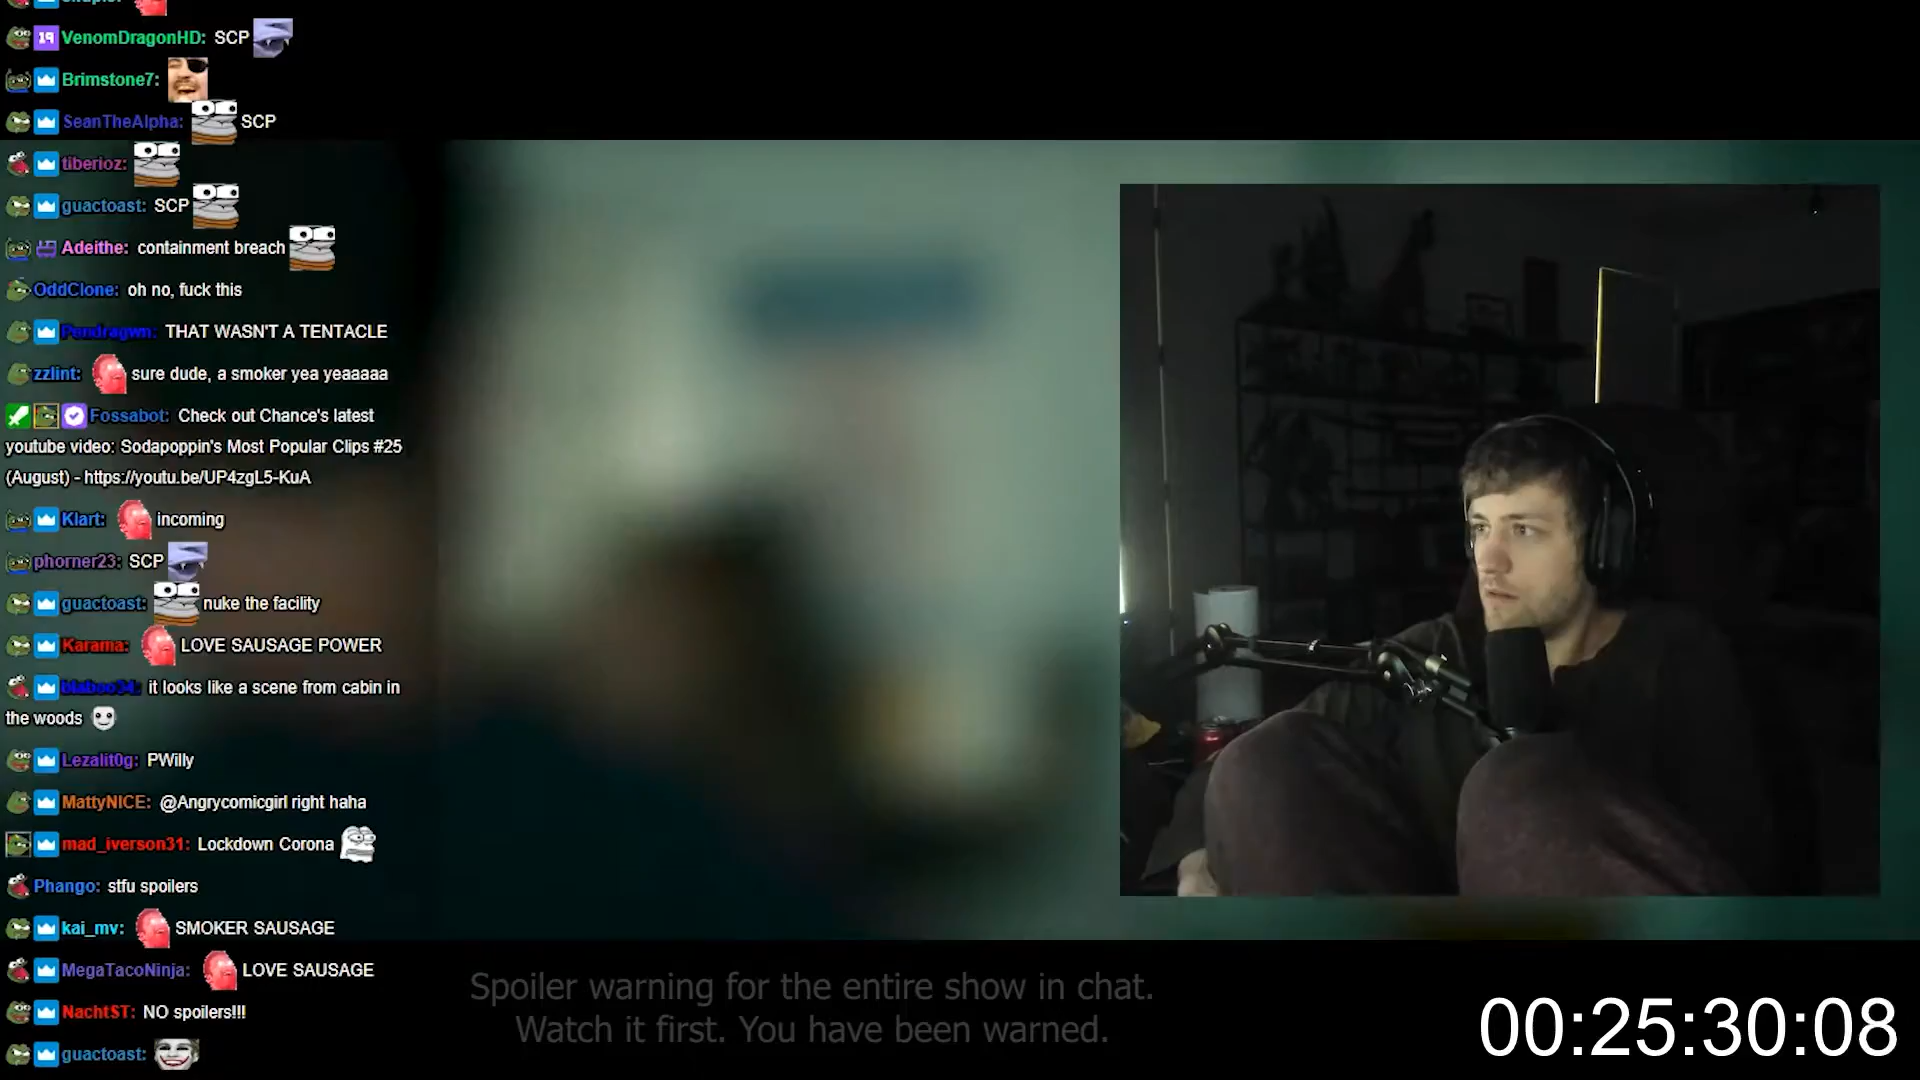 VenomDragonHD: SCP
Brimstone7:
SeanTheAlpha: SCP
tiberioz:
guactoast: SCP
Adeithe: containment breach
OddClone: oh no, fuck this
Pendragwn: THAT WASN'T A TENTACLE
zzlint: sure dude, a smoker yea yeaaaaa
Fossabot: Check out Chance's latest
youtube video: Sodapoppin's Most Popular Clips #25
(August) - https://youtu.be/UP4zgL5-KuA
Klart: incoming
phorner23: SCP
guactoast: nuke the facility
Karama: LOVE SAUSAGE POWER
blaboo34: it looks like a scene from cabin in
the woods
Lezalit0g: PWilly
MattyNICE: @Angrycomicgirl right haha
mad_iverson31: Lockdown Corona
Phango: stfu spoilers
kai_mv: SMOKER SAUSAGE
MegaTacoNinja: LOVE SAUSAGE
NachtST: NO spoilers!!!
guactoast:
Spoiler warning for the entire show in chat.
Watch it first. You have been warned.
00:25:30:08